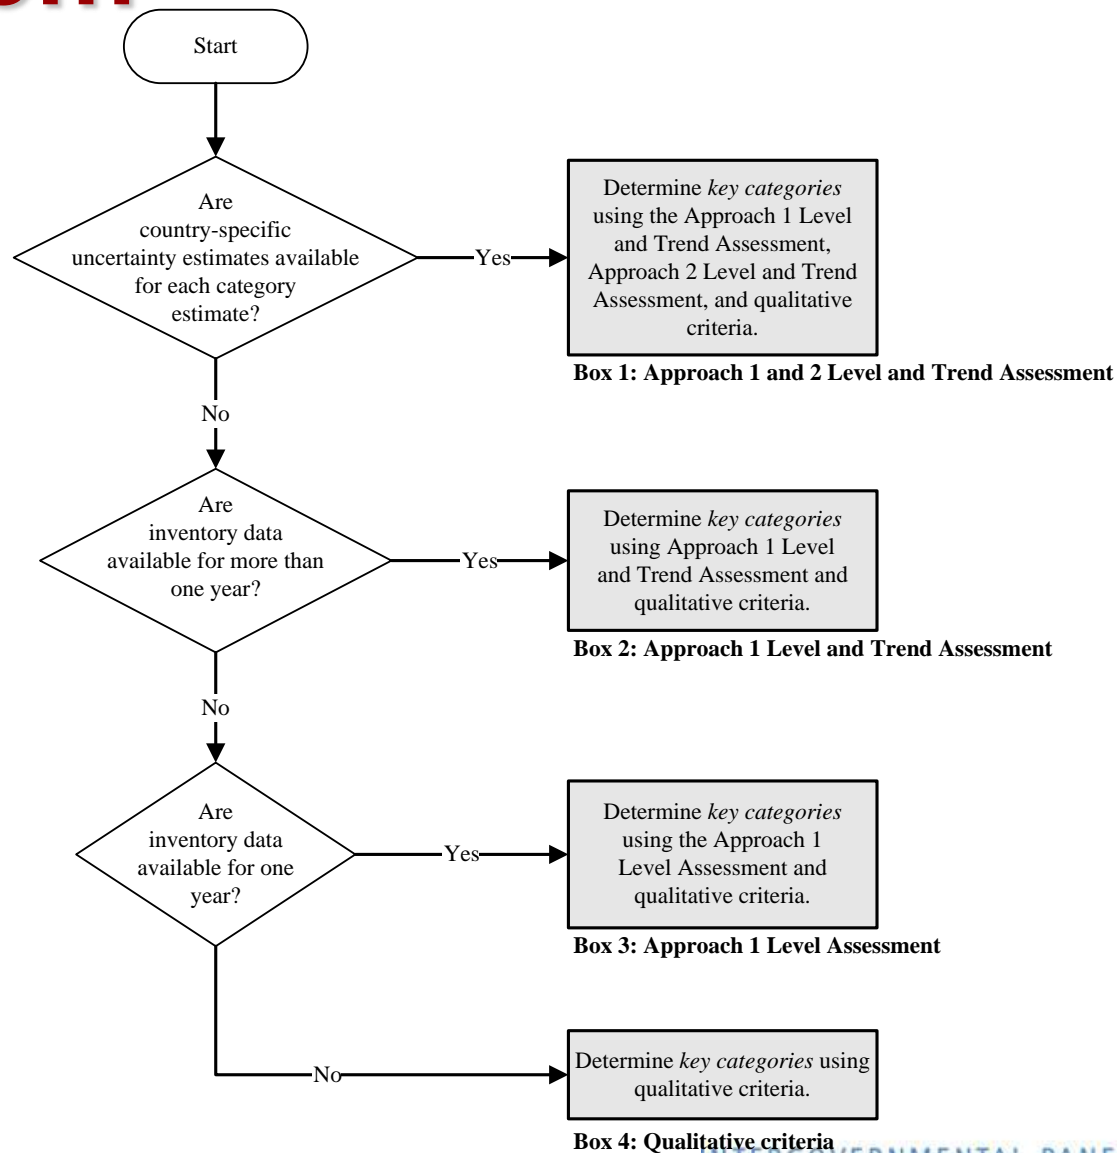 Start
Are
country-specific
uncertainty estimates available
for each category
estimate?
Yes
Determine key categories
using the Approach 1 Level
and Trend Assessment,
Approach 2 Level and Trend
Assessment, and qualitative
criteria.
Box 1: Approach 1 and 2 Level and Trend Assessment
No
Are
inventory data
available for more than
one year?
Yes
Determine key categories
using Approach 1 Level
and Trend Assessment and
qualitative criteria.
Box 2: Approach 1 Level and Trend Assessment
No
Are
inventory data
available for one
year?
Yes
Determine key categories
using the Approach 1
Level Assessment and
qualitative criteria.
Box 3: Approach 1 Level Assessment
No
Determine key categories using
qualitative criteria.
Box 4: Qualitative criteria